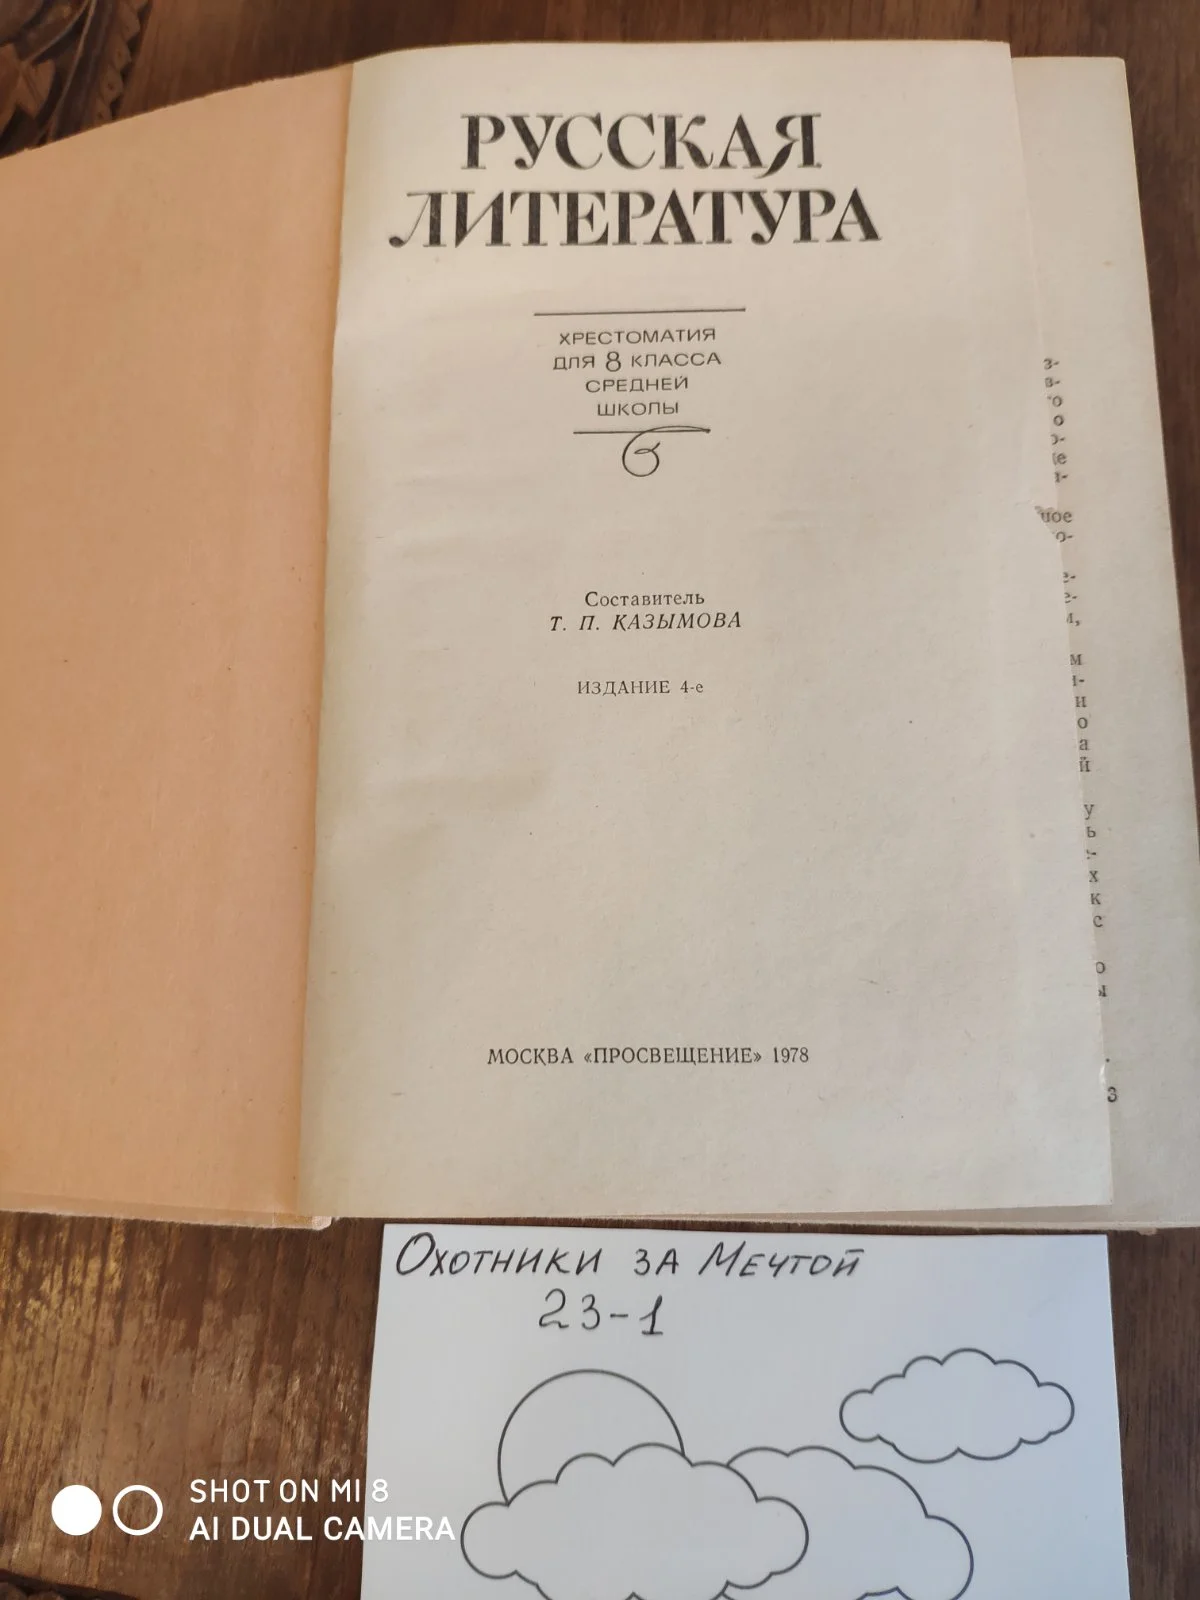 РУССКАЯ
ЛИТЕРАТУРА
ХРЕСТОМАТИЯ
ДЛЯ 8 КЛАССА
СРЕДНЕЙ
ШКОЛЫ
Составитель
Т. П. КАЗЫМОВА
ИЗДАНИЕ 4-е
МОСКВА «ПРОСВЕЩЕНИЕ» 1978
3
Охотники за Мечтой
23-1
SHOT ON MI 8
AI DUAL CAMERA